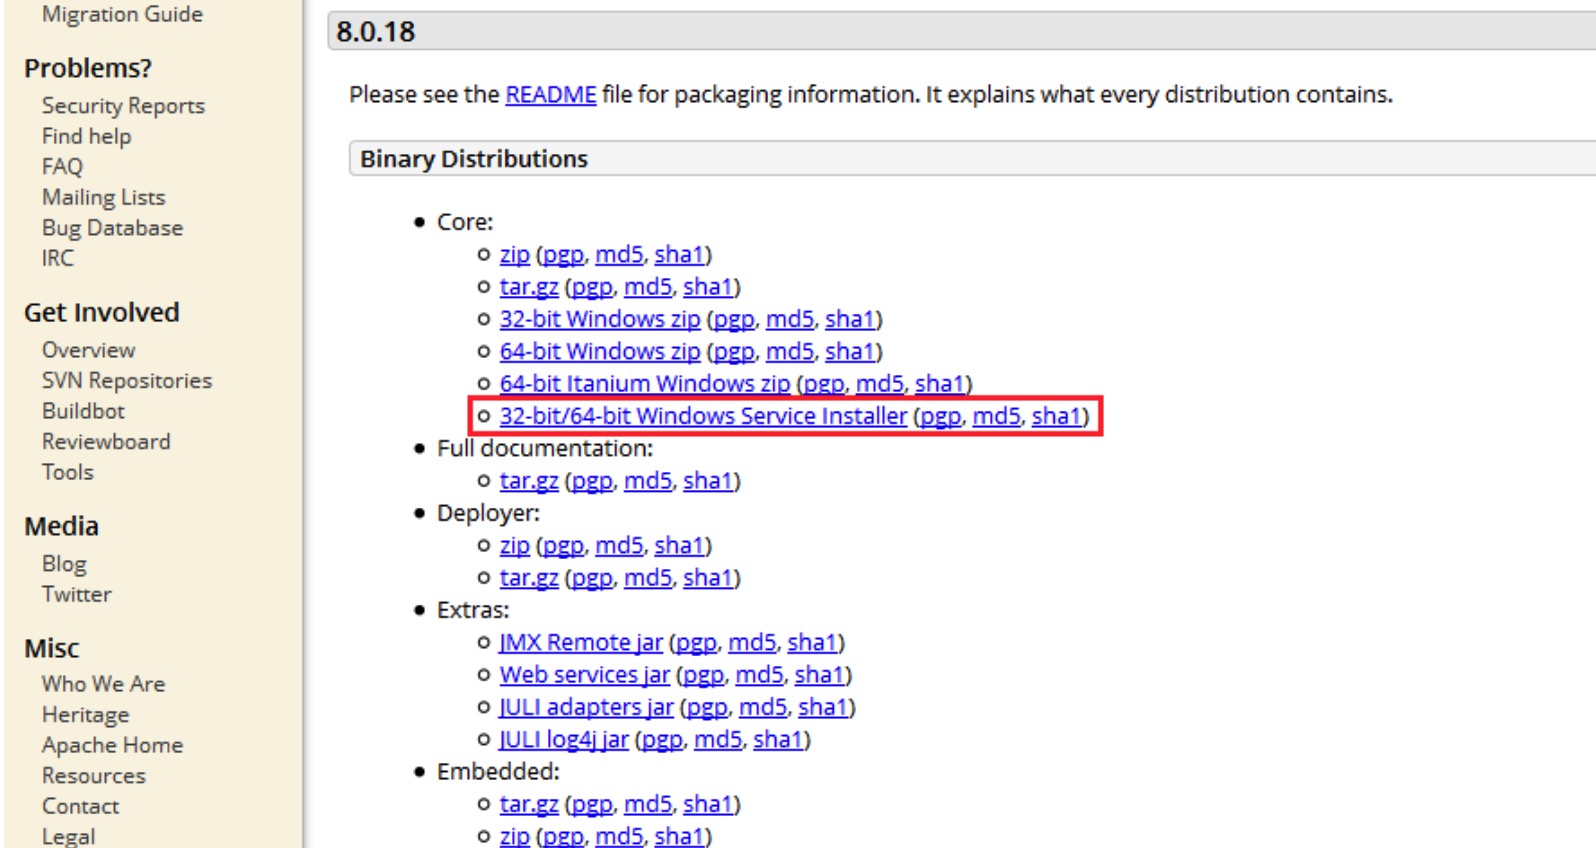 Migration Guide
Problems?
Security Reports
Find help
FAQ
Mailing Lists
Bug Database
IRC
Get Involved
Overview
SVN Repositories
Buildbot
Reviewboard
Tools
Media
Blog
Twitter
Misc
Who We Are
Heritage
Apache Home
Resources
Contact
Legal
8.0.18
Please see the README file for packaging information. It explains what every distribution contains.
Binary Distributions
Core:
zip (pgp, md5, sha1)
tar.gz (pgp, md5, sha1)
32-bit Windows zip (pgp, md5, sha1)
64-bit Windows zip (pgp, md5, sha1)
64-bit Itanium Windows zip (pgp, md5, sha1)
32-bit/64-bit Windows Service Installer (pgp, md5, sha1)
Full documentation:
tar.gz (pgp, md5, sha1)
Deployer:
zip (pgp, md5, sha1)
tar.gz (pgp, md5, sha1)
Extras:
JMX Remote jar (pgp, md5, sha1)
Web services jar (pgp, md5, sha1)
JULI adapters jar (pgp, md5, sha1)
JULI log4j jar (pgp, md5, sha1)
Embedded:
tar.gz (pgp, md5, sha1)
zip (pgp, md5, sha1)